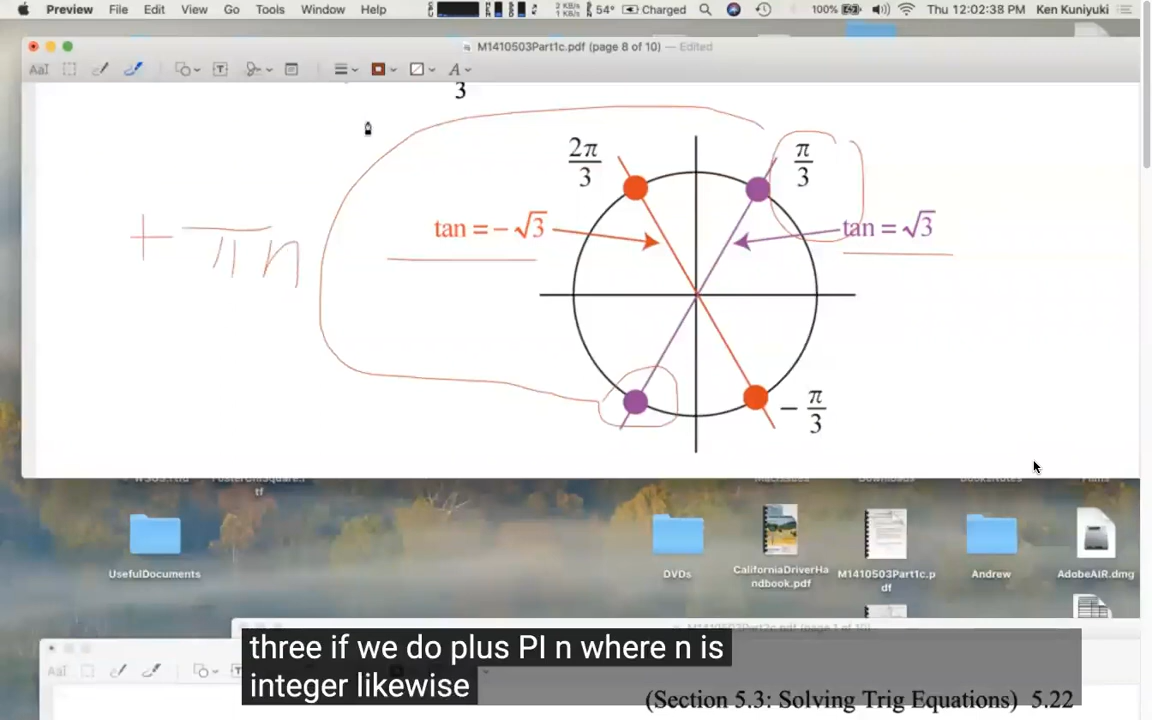 Preview File Edit View Go Tools Window Help 54° Charged 100% Thu 12:02:38 PM Ken Kuniyuki
M1410503Part1c.pdf (page 8 of 10) — Edited
3
2π
3
π
3
tan = − √3
tan = √3
+ πn
− π
3
UsefulDocuments
DVDs
CaliforniaDriverHa
ndbook.pdf
M1410503Part1c.p
df
Andrew
AdobeAIR.dmg
three if we do plus PI n where n is
integer likewise
(Section 5.3: Solving Trig Equations) 5.22